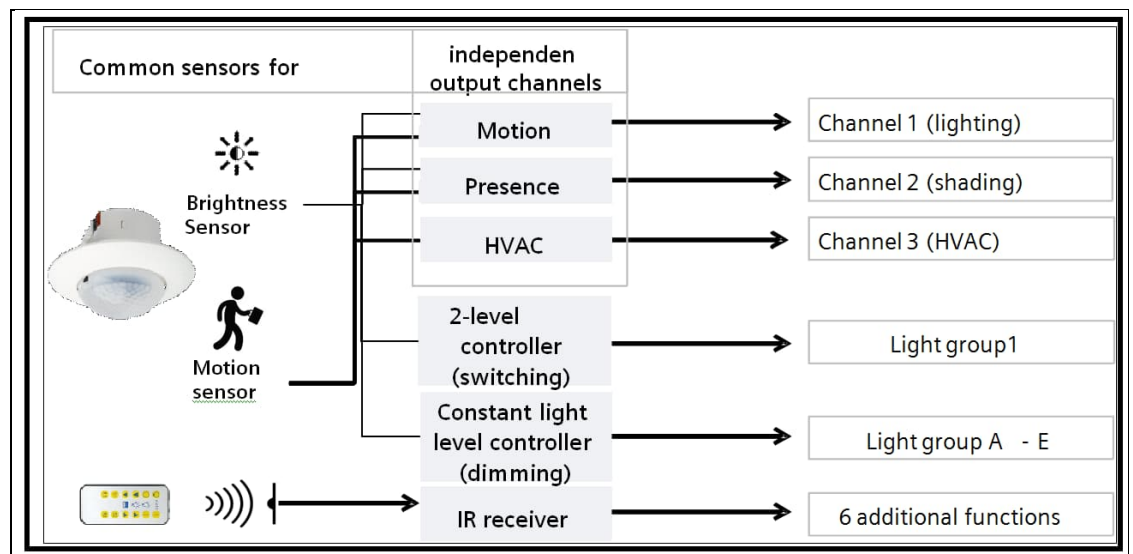 Common sensors for
independen
output channels
Motion
Channel 1 (lighting)
Brightness
Sensor
Presence
Channel 2 (shading)
HVAC
Channel 3 (HVAC)
Motion
sensor
2-level
controller
(switching)
Light group1
Constant light
level controller
(dimming)
Light group A - E
IR receiver
6 additional functions